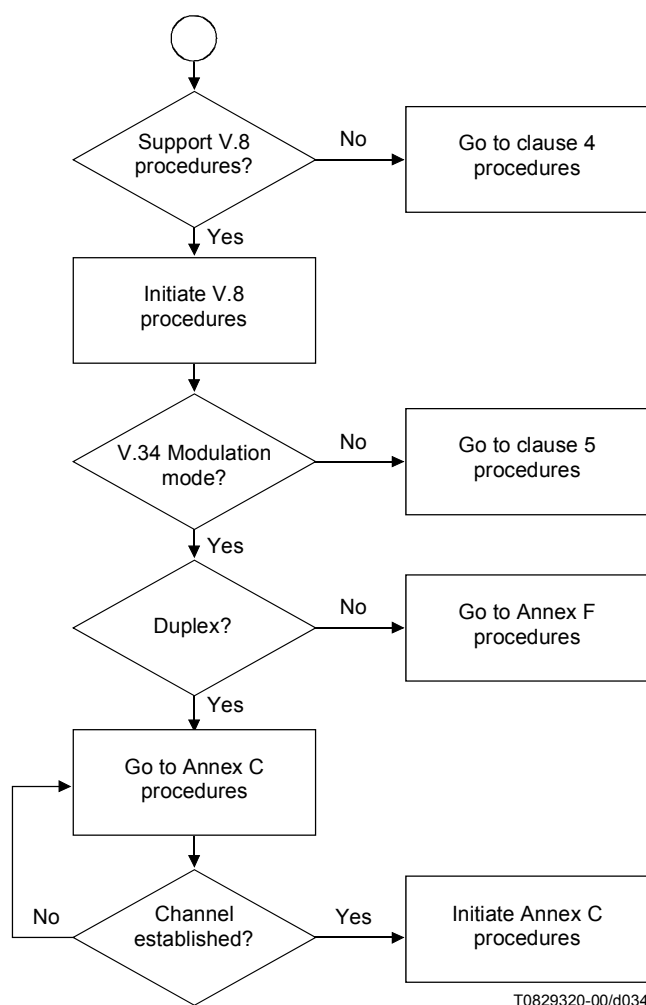 Support V.8
procedures?
No
Go to clause 4
procedures
Yes
Initiate V.8
procedures
V.34 Modulation
mode?
No
Go to clause 5
procedures
Yes
Duplex?
No
Go to Annex F
procedures
Yes
Go to Annex C
procedures
No
Channel
established?
Yes
Initiate Annex C
procedures
T0829320-00/d034